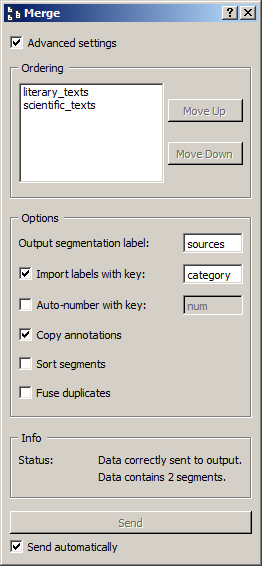 Merge
Advanced settings
Ordering
literary_texts
scientific_texts
Move Up
Move Down
Options
Output segmentation label: sources
Import labels with key: category
Auto-number with key: num
Copy annotations
Sort segments
Fuse duplicates
Info
Status: Data correctly sent to output.
Data contains 2 segments.
Send
Send automatically